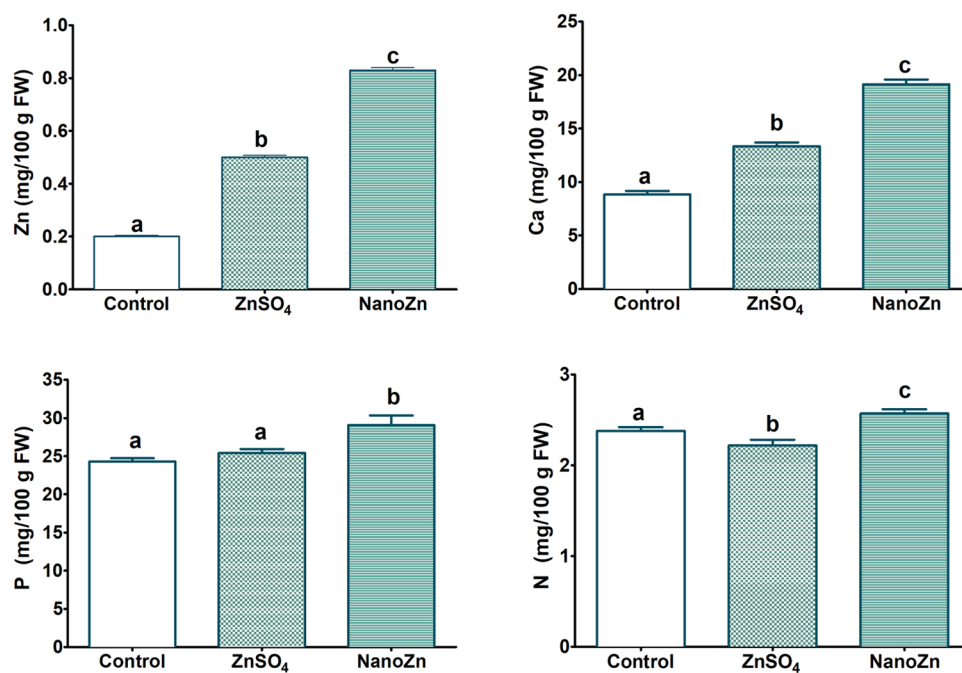 Zn (mg/100 g FW)
1.0
0.8
0.6
0.4
0.2
0.0
a
b
c
Control
ZnSO₄
NanoZn
Ca (mg/100 g FW)
25
20
15
10
5
0
a
b
c
Control
ZnSO₄
NanoZn
P (mg/100 g FW)
35
30
25
20
15
10
5
0
a
a
b
Control
ZnSO₄
NanoZn
N (mg/100 g FW)
3
2
1
0
a
b
c
Control
ZnSO₄
NanoZn